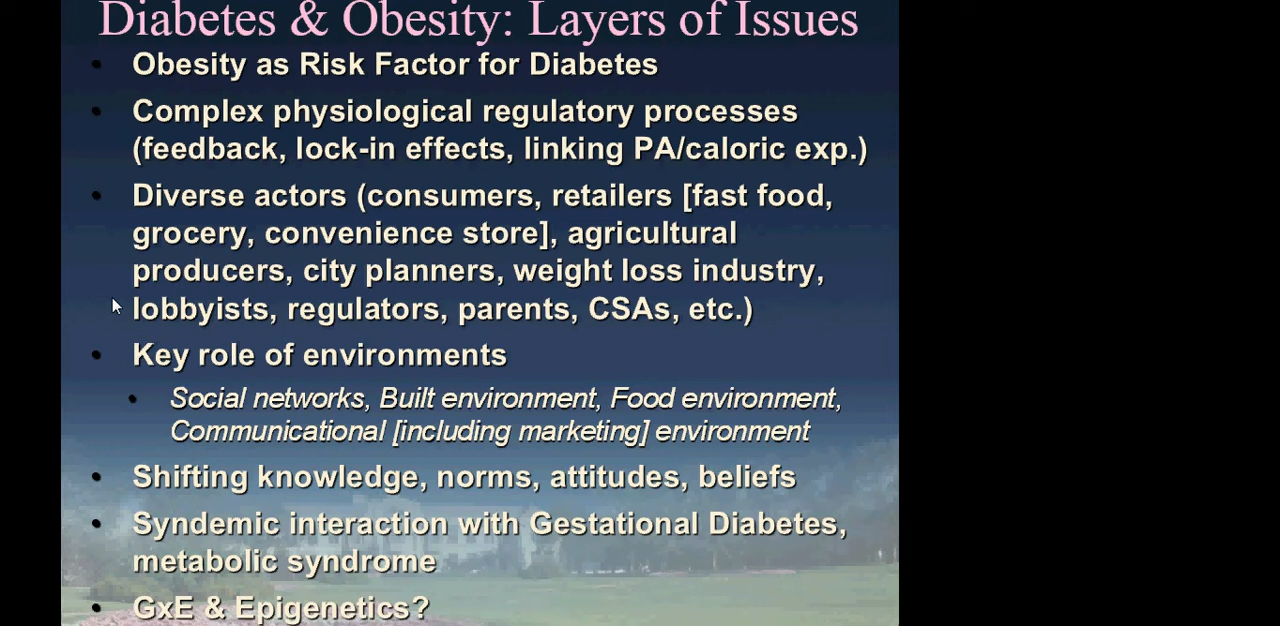 Diabetes & Obesity: Layers of Issues
• Obesity as Risk Factor for Diabetes
• Complex physiological regulatory processes
(feedback, lock-in effects, linking PA/caloric exp.)
• Diverse actors (consumers, retailers [fast food,
grocery, convenience store], agricultural
producers, city planners, weight loss industry,
lobbyists, regulators, parents, CSAs, etc.)
• Key role of environments
• Social networks, Built environment, Food environment,
Communicational [including marketing] environment
• Shifting knowledge, norms, attitudes, beliefs
• Syndemic interaction with Gestational Diabetes,
metabolic syndrome
• GxE & Epigenetics?